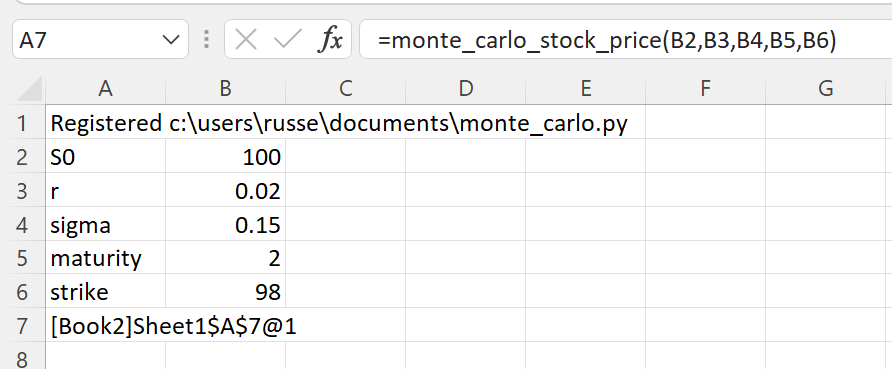 A7 fx =monte_carlo_stock_price(B2,B3,B4,B5,B6)
A B C D E F G
1 Registered c:\users\russe\documents\monte_carlo.py
2 S0 100
3 r 0.02
4 sigma 0.15
5 maturity 2
6 strike 98
7 [Book2]Sheet1$A$7@1
8